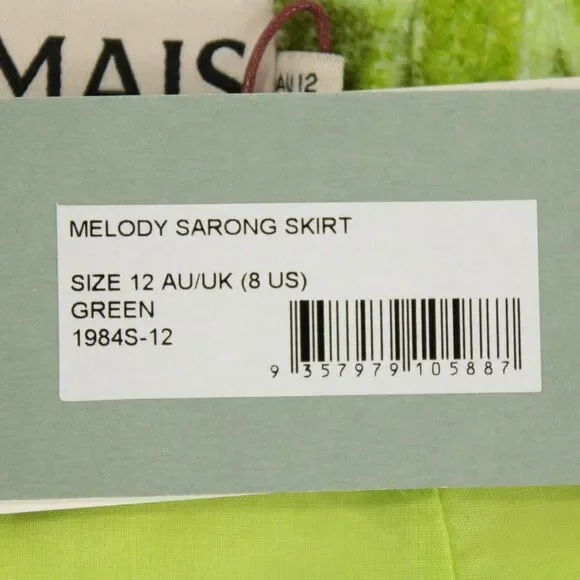 MAIS
AU 12
MELODY SARONG SKIRT
SIZE 12 AU/UK (8 US)
GREEN
1984S-12
9 357979 105887